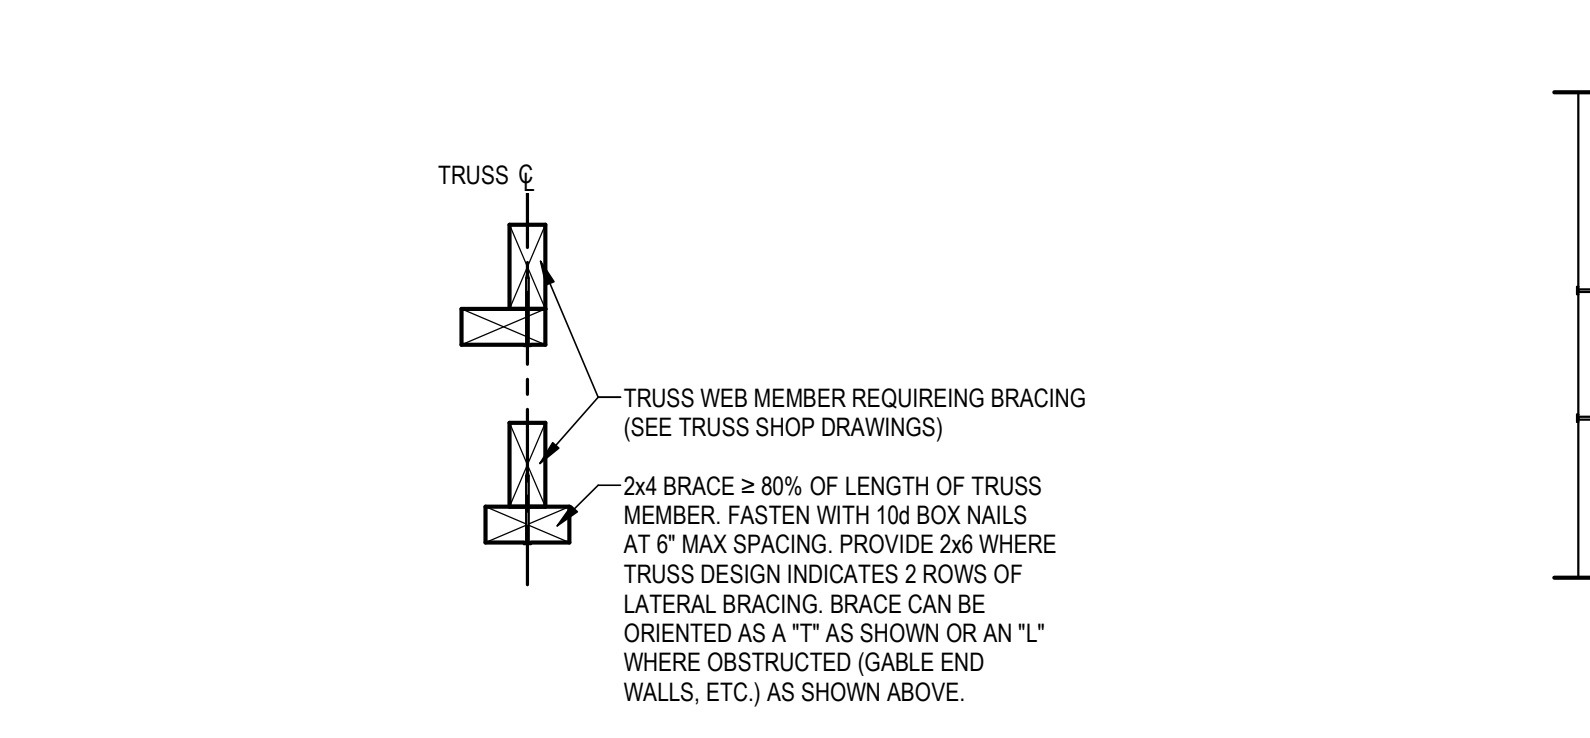 TRUSS ℄
TRUSS WEB MEMBER REQUIREING BRACING
(SEE TRUSS SHOP DRAWINGS)
2x4 BRACE ≥ 80% OF LENGTH OF TRUSS
MEMBER. FASTEN WITH 10d BOX NAILS
AT 6" MAX SPACING. PROVIDE 2x6 WHERE
TRUSS DESIGN INDICATES 2 ROWS OF
LATERAL BRACING. BRACE CAN BE
ORIENTED AS A "T" AS SHOWN OR AN "L"
WHERE OBSTRUCTED (GABLE END
WALLS, ETC.) AS SHOWN ABOVE.